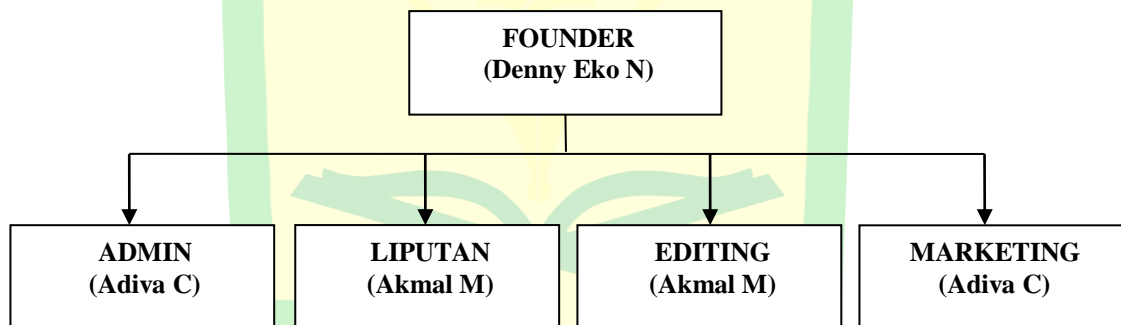 FOUNDER
(Denny Eko N)
ADMIN
(Adiva C)
LIPUTAN
(Akmal M)
EDITING
(Akmal M)
MARKETING
(Adiva C)